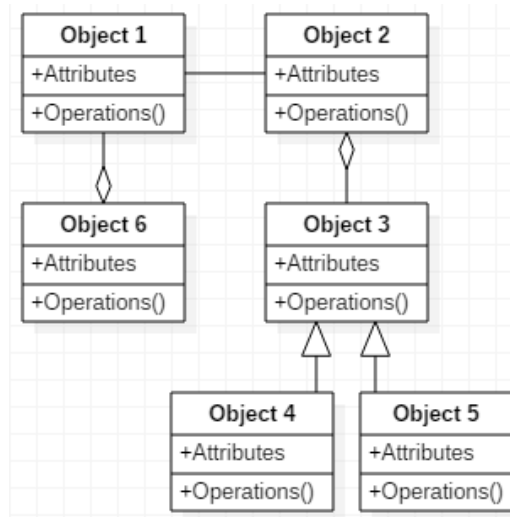 Object 1
+Attributes
+Operations()
Object 2
+Attributes
+Operations()
Object 6
+Attributes
+Operations()
Object 3
+Attributes
+Operations()
Object 4
+Attributes
+Operations()
Object 5
+Attributes
+Operations()